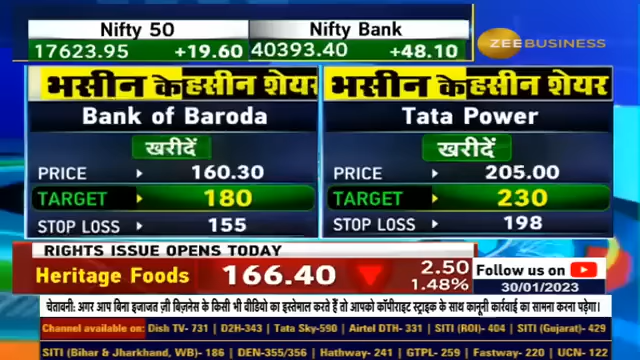 Nifty 50
17623.95 +19.60
Nifty Bank
40393.40 +48.10
ZEE BUSINESS
भसीन के हसीन शेयर
Bank of Baroda
खरीदें
PRICE 160.30
TARGET 180
STOP LOSS 155
भसीन के हसीन शेयर
Tata Power
खरीदें
PRICE 205.00
TARGET 230
STOP LOSS 198
RIGHTS ISSUE OPENS TODAY
Heritage Foods 166.40 2.50
1.48%
Follow us on
30/01/2023
चेतावनी: अगर आप बिना इजाजत ज़ी बिज़नेस के किसी भी वीडियो का इस्तेमाल करते हैं तो आपको कॉपीराइट स्ट्राइक के साथ कानूनी कार्रवाई का सामना करना पड़ेगा।
Channel available on: Dish TV- 731 | D2H-343 | Tata Sky-590 | Airtel DTH- 331 | SITI (ROI) - 404 | SITI (Gujarat) - 429
SITI (Bihar & Jharkhand, WB)- 186 | DEN-355/356 | Hathway- 241 | GTPL- 259 | Fastway- 220 | UCN- 122